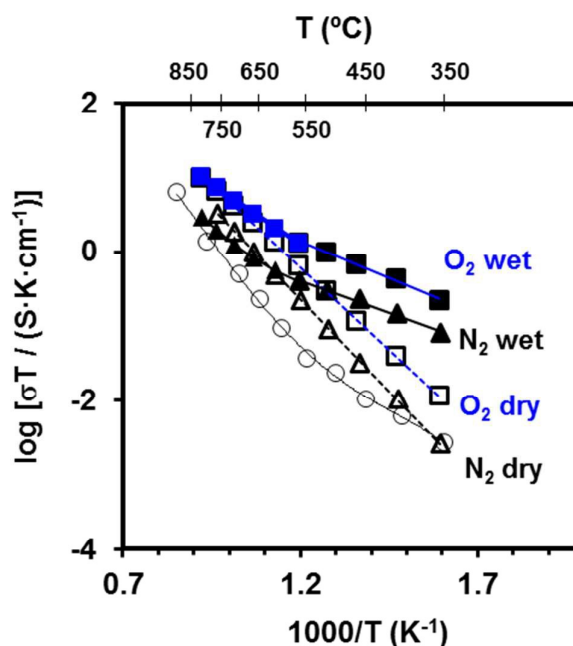 T (ºC)
850 650 450 350
750 550
2
0
-2
-4
log [σT / (S·K·cm⁻¹)]
O₂ wet
N₂ wet
O₂ dry
N₂ dry
0.7 1.2 1.7
1000/T (K⁻¹)